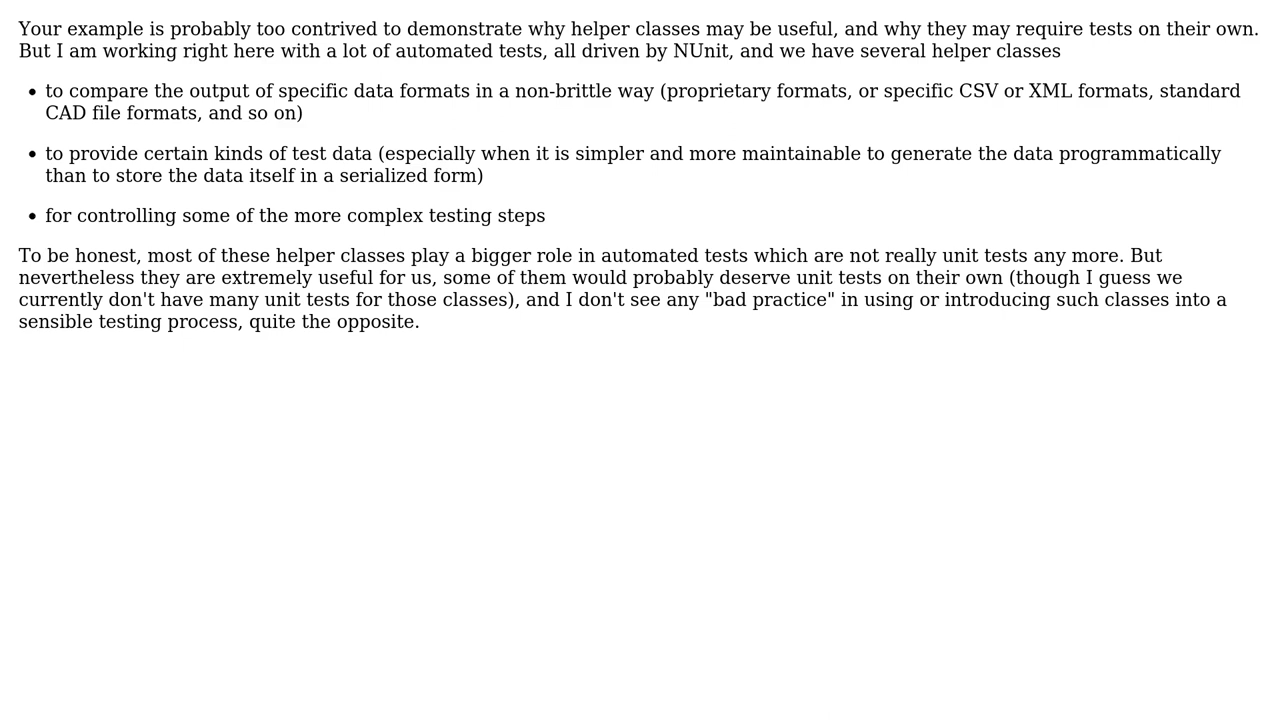 Your example is probably too contrived to demonstrate why helper classes may be useful, and why they may require tests on their own.
But I am working right here with a lot of automated tests, all driven by NUnit, and we have several helper classes
• to compare the output of specific data formats in a non-brittle way (proprietary formats, or specific CSV or XML formats, standard
CAD file formats, and so on)
• to provide certain kinds of test data (especially when it is simpler and more maintainable to generate the data programmatically
than to store the data itself in a serialized form)
• for controlling some of the more complex testing steps
To be honest, most of these helper classes play a bigger role in automated tests which are not really unit tests any more. But
nevertheless they are extremely useful for us, some of them would probably deserve unit tests on their own (though I guess we
currently don't have many unit tests for those classes), and I don't see any "bad practice" in using or introducing such classes into a
sensible testing process, quite the opposite.